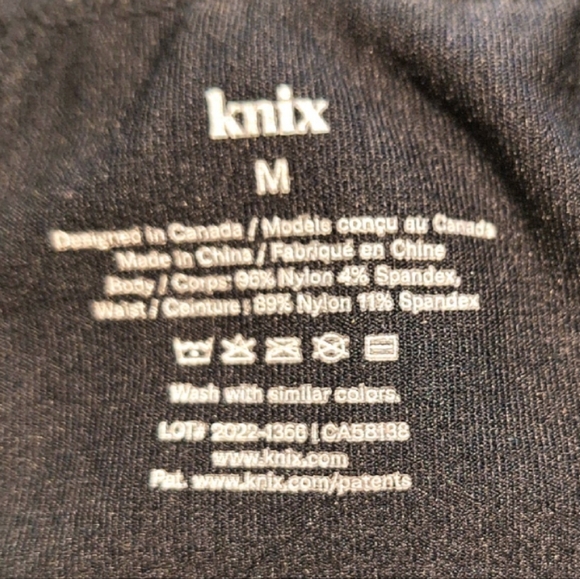 knix
M
Designed in Canada / Modèle conçu au Canada
Made in China / Fabriqué en Chine
Body / Corps: 96% Nylon 4% Spandex,
Waist / Ceinture: 89% Nylon 11% Spandex
Wash with similar colors.
LOT# 2022-1366 | CA58138
www.knix.com
Pat. www.knix.com/patents